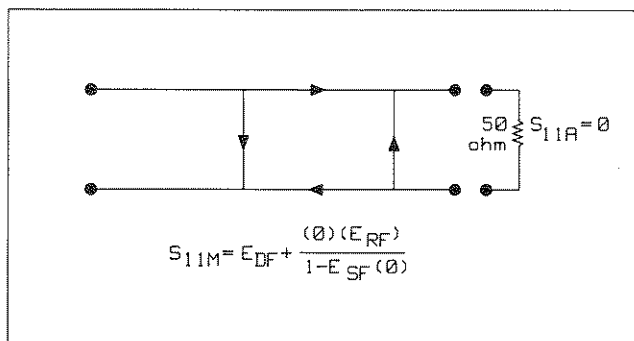 50 ohm S11A=0
S11M = EDF + (0)(ERF) / 1-ESF(0)